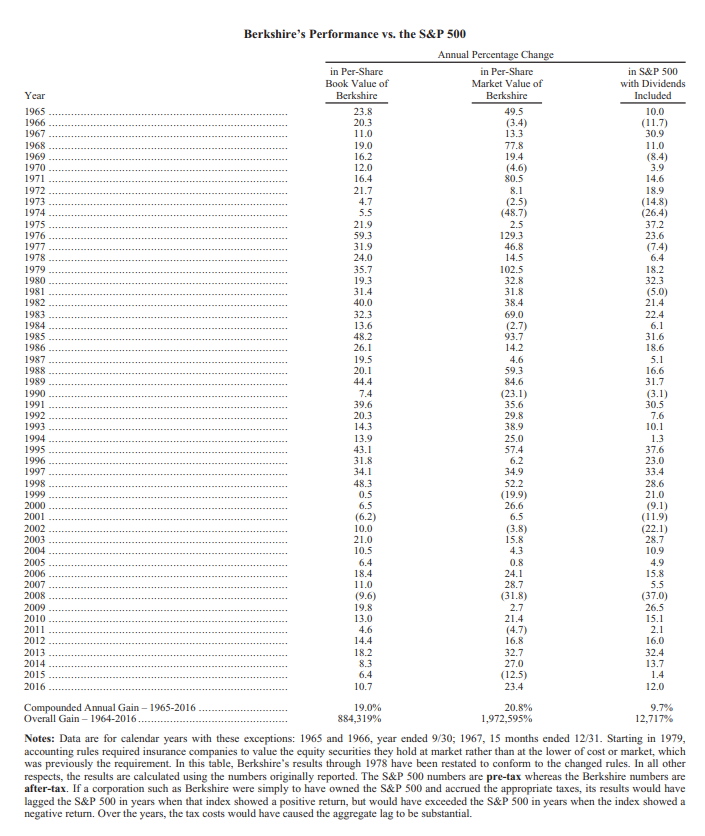 Berkshire's Performance vs. the S&P 500
Annual Percentage Change
in Per-Share in Per-Share in S&P 500
Book Value of Market Value of with Dividends
Year Berkshire Berkshire Included
1965 23.8 49.5 10.0
1966 20.3 (3.4) (11.7)
1967 11.0 13.3 30.9
1968 19.0 77.8 11.0
1969 16.2 19.4 (8.4)
1970 12.0 (4.6) 3.9
1971 16.4 80.5 14.6
1972 21.7 8.1 18.9
1973 4.7 (2.5) (14.8)
1974 5.5 (48.7) (26.4)
1975 21.9 2.5 37.2
1976 59.3 129.3 23.6
1977 31.9 46.8 (7.4)
1978 24.0 14.5 6.4
1979 35.7 102.5 18.2
1980 19.3 32.8 32.3
1981 31.4 31.8 (5.0)
1982 40.0 38.4 21.4
1983 32.3 69.0 22.4
1984 13.6 (2.7) 6.1
1985 48.2 93.7 31.6
1986 26.1 14.2 18.6
1987 19.5 4.6 5.1
1988 20.1 59.3 16.6
1989 44.4 84.6 31.7
1990 7.4 (23.1) (3.1)
1991 39.6 35.6 30.5
1992 20.3 29.8 7.6
1993 14.3 38.9 10.1
1994 13.9 25.0 1.3
1995 43.1 57.4 37.6
1996 31.8 6.2 23.0
1997 34.1 34.9 33.4
1998 48.3 52.2 28.6
1999 0.5 (19.9) 21.0
2000 6.5 26.6 (9.1)
2001 (6.2) 6.5 (11.9)
2002 10.0 (3.8) (22.1)
2003 21.0 15.8 28.7
2004 10.5 4.3 10.9
2005 6.4 0.8 4.9
2006 18.4 24.1 15.8
2007 11.0 28.7 5.5
2008 (9.6) (31.8) (37.0)
2009 19.8 2.7 26.5
2010 13.0 21.4 15.1
2011 4.6 (4.7) 2.1
2012 14.4 16.8 16.0
2013 18.2 32.7 32.4
2014 8.3 27.0 13.7
2015 6.4 (12.5) 1.4
2016 10.7 23.4 12.0
Compounded Annual Gain – 1965-2016 19.0% 20.8% 9.7%
Overall Gain – 1964-2016 884,319% 1,972,595% 12,717%
Notes: Data are for calendar years with these exceptions: 1965 and 1966, year ended 9/30; 1967, 15 months ended 12/31. Starting in 1979,
accounting rules required insurance companies to value the equity securities they hold at market rather than at the lower of cost or market, which
was previously the requirement. In this table, Berkshire's results through 1978 have been restated to conform to the changed rules. In all other
respects, the results are calculated using the numbers originally reported. The S&P 500 numbers are pre-tax whereas the Berkshire numbers are
after-tax. If a corporation such as Berkshire were simply to have owned the S&P 500 and accrued the appropriate taxes, its results would have
lagged the S&P 500 in years when that index showed a positive return, but would have exceeded the S&P 500 in years when the index showed a
negative return. Over the years, the tax costs would have caused the aggregate lag to be substantial.